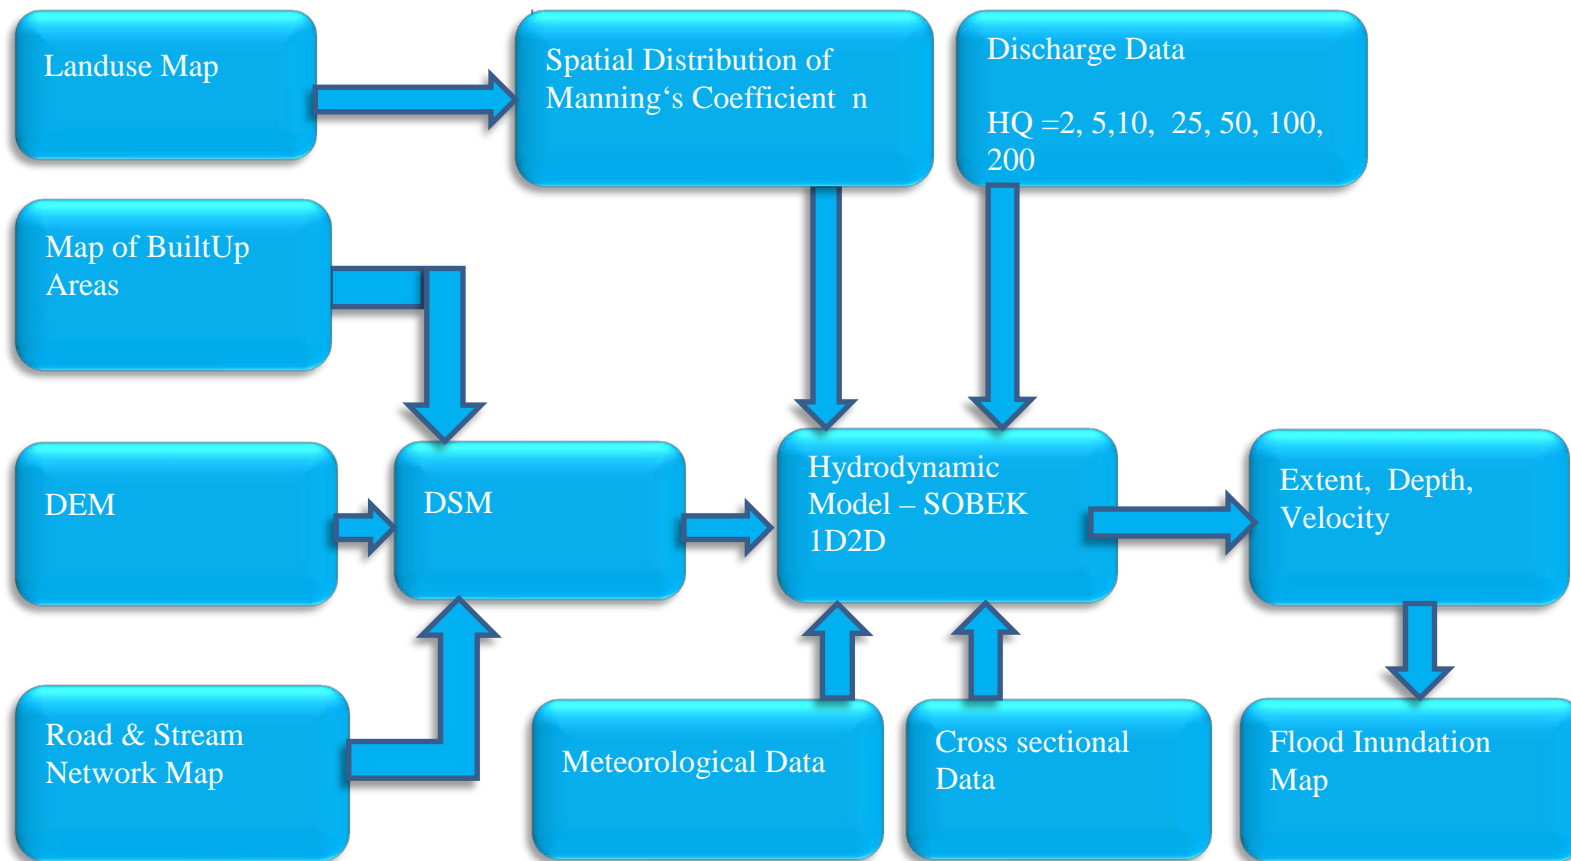 Landuse Map
Spatial Distribution of
Manning‘s Coefficient  n
Discharge Data
HQ =2, 5,10,  25, 50, 100,
200
Map of BuiltUp
Areas
DEM
DSM
Hydrodynamic
Model – SOBEK
1D2D
Extent,  Depth,
Velocity
Road & Stream
Network Map
Meteorological Data
Cross sectional
Data
Flood Inundation
Map